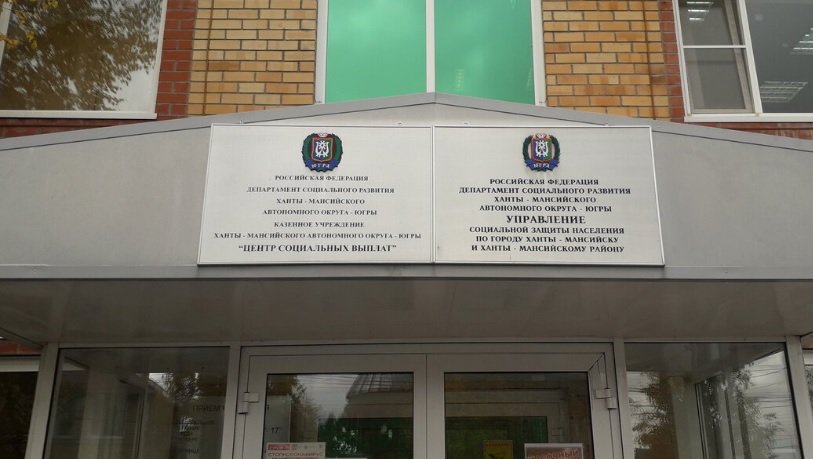 ЮГРА
РОССИЙСКАЯ ФЕДЕРАЦИЯ
ДЕПАРТАМЕНТ СОЦИАЛЬНОГО РАЗВИТИЯ
ХАНТЫ - МАНСИЙСКОГО
АВТОНОМНОГО ОКРУГА - ЮГРЫ
КАЗЕННОЕ УЧРЕЖДЕНИЕ
ХАНТЫ - МАНСИЙСКОГО АВТОНОМНОГО ОКРУГА - ЮГРЫ
"ЦЕНТР СОЦИАЛЬНЫХ ВЫПЛАТ"
ЮГРА
РОССИЙСКАЯ ФЕДЕРАЦИЯ
ДЕПАРТАМЕНТ СОЦИАЛЬНОГО РАЗВИТИЯ
ХАНТЫ - МАНСИЙСКОГО
АВТОНОМНОГО ОКРУГА - ЮГРЫ
УПРАВЛЕНИЕ
СОЦИАЛЬНОЙ ЗАЩИТЫ НАСЕЛЕНИЯ
ПО ГОРОДУ ХАНТЫ - МАНСИЙСКУ
И ХАНТЫ - МАНСИЙСКОМУ РАЙОНУ